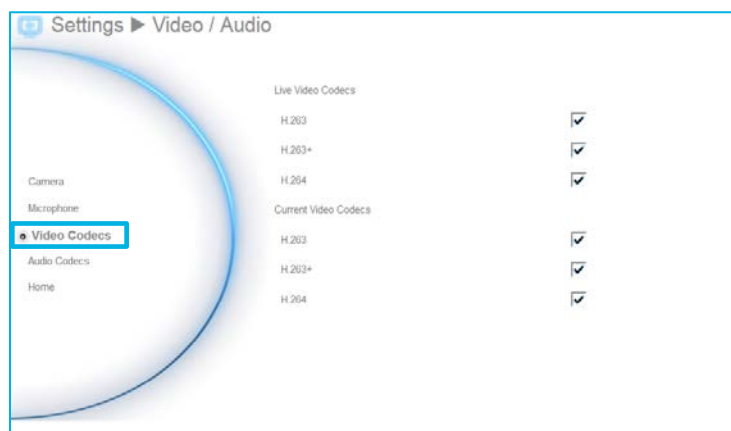 Settings ▶ Video / Audio
Live Video Codecs
H.263
H.263+
H.264
Current Video Codecs
H.263
H.263+
H.264
Camera
Microphone
Video Codecs
Audio Codecs
Home